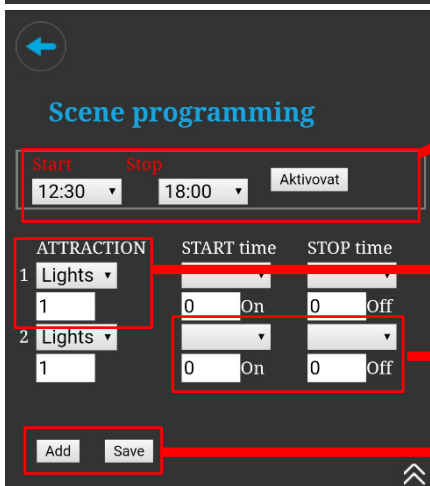 Scene programming
Start Stop
12:30 18:00 Aktivovat
ATTRACTION START time STOP time
1 Lights
1 0 On 0 Off
2 Lights
1 0 On 0 Off
Add Save